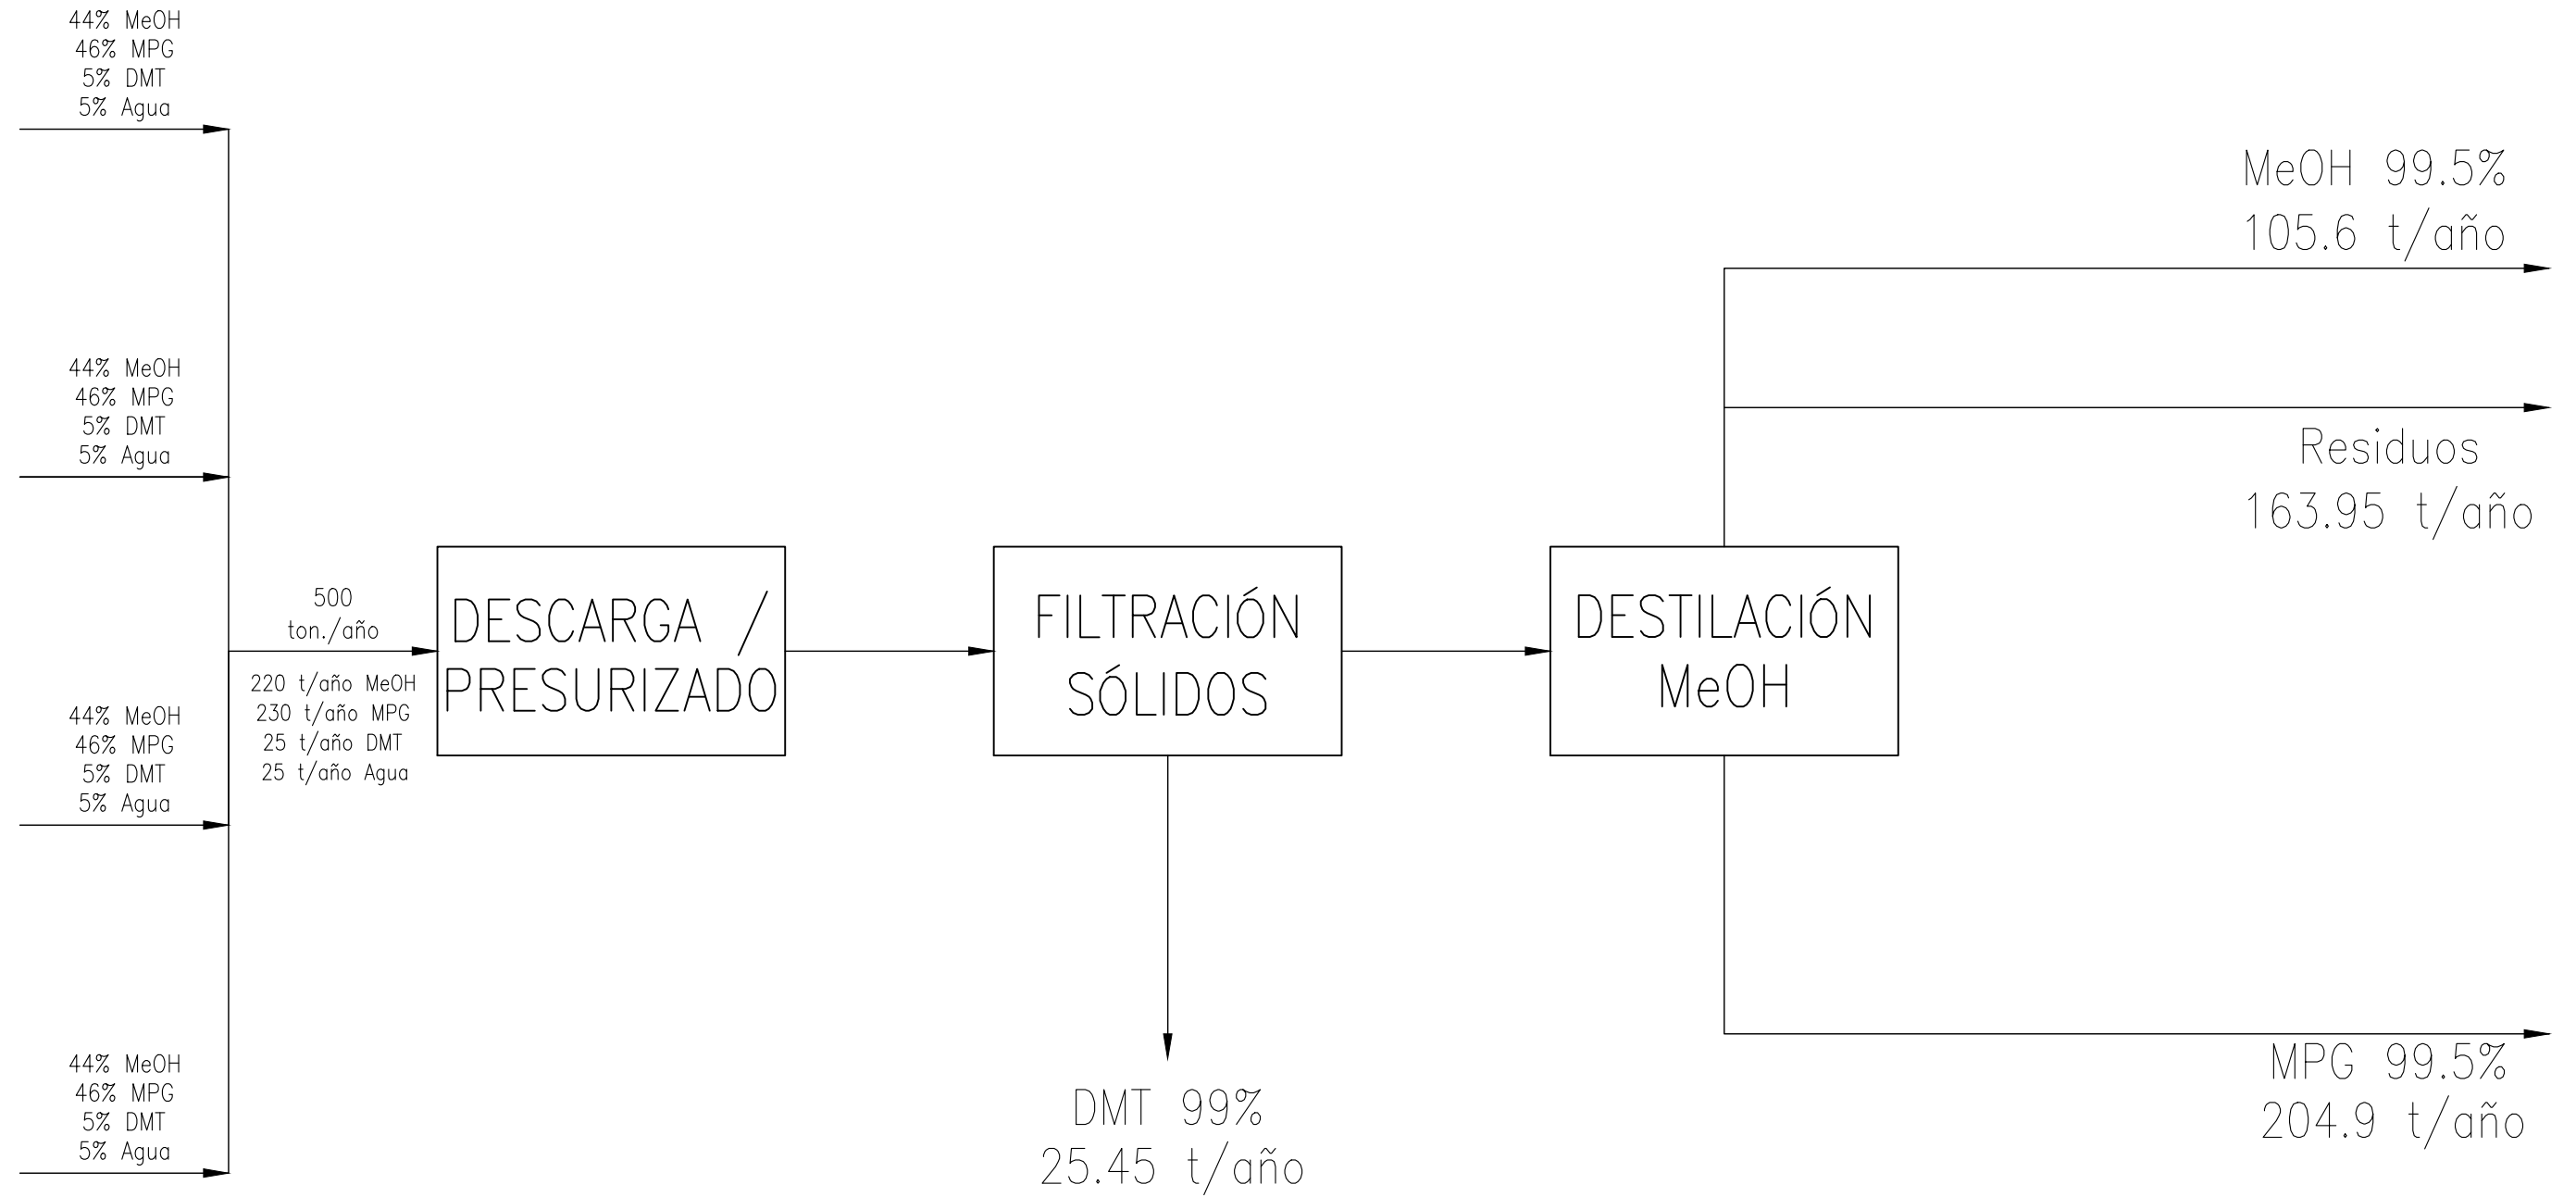 44% MeOH
46% MPG
5% DMT
5% Agua
44% MeOH
46% MPG
5% DMT
5% Agua
44% MeOH
46% MPG
5% DMT
5% Agua
44% MeOH
46% MPG
5% DMT
5% Agua
500
ton./año
220 t/año MeOH
230 t/año MPG
25 t/año DMT
25 t/año Agua
DESCARGA /
PRESURIZADO
FILTRACIÓN
SÓLIDOS
DMT 99%
25.45 t/año
DESTILACIÓN
MeOH
MeOH 99.5%
105.6 t/año
Residuos
163.95 t/año
MPG 99.5%
204.9 t/año